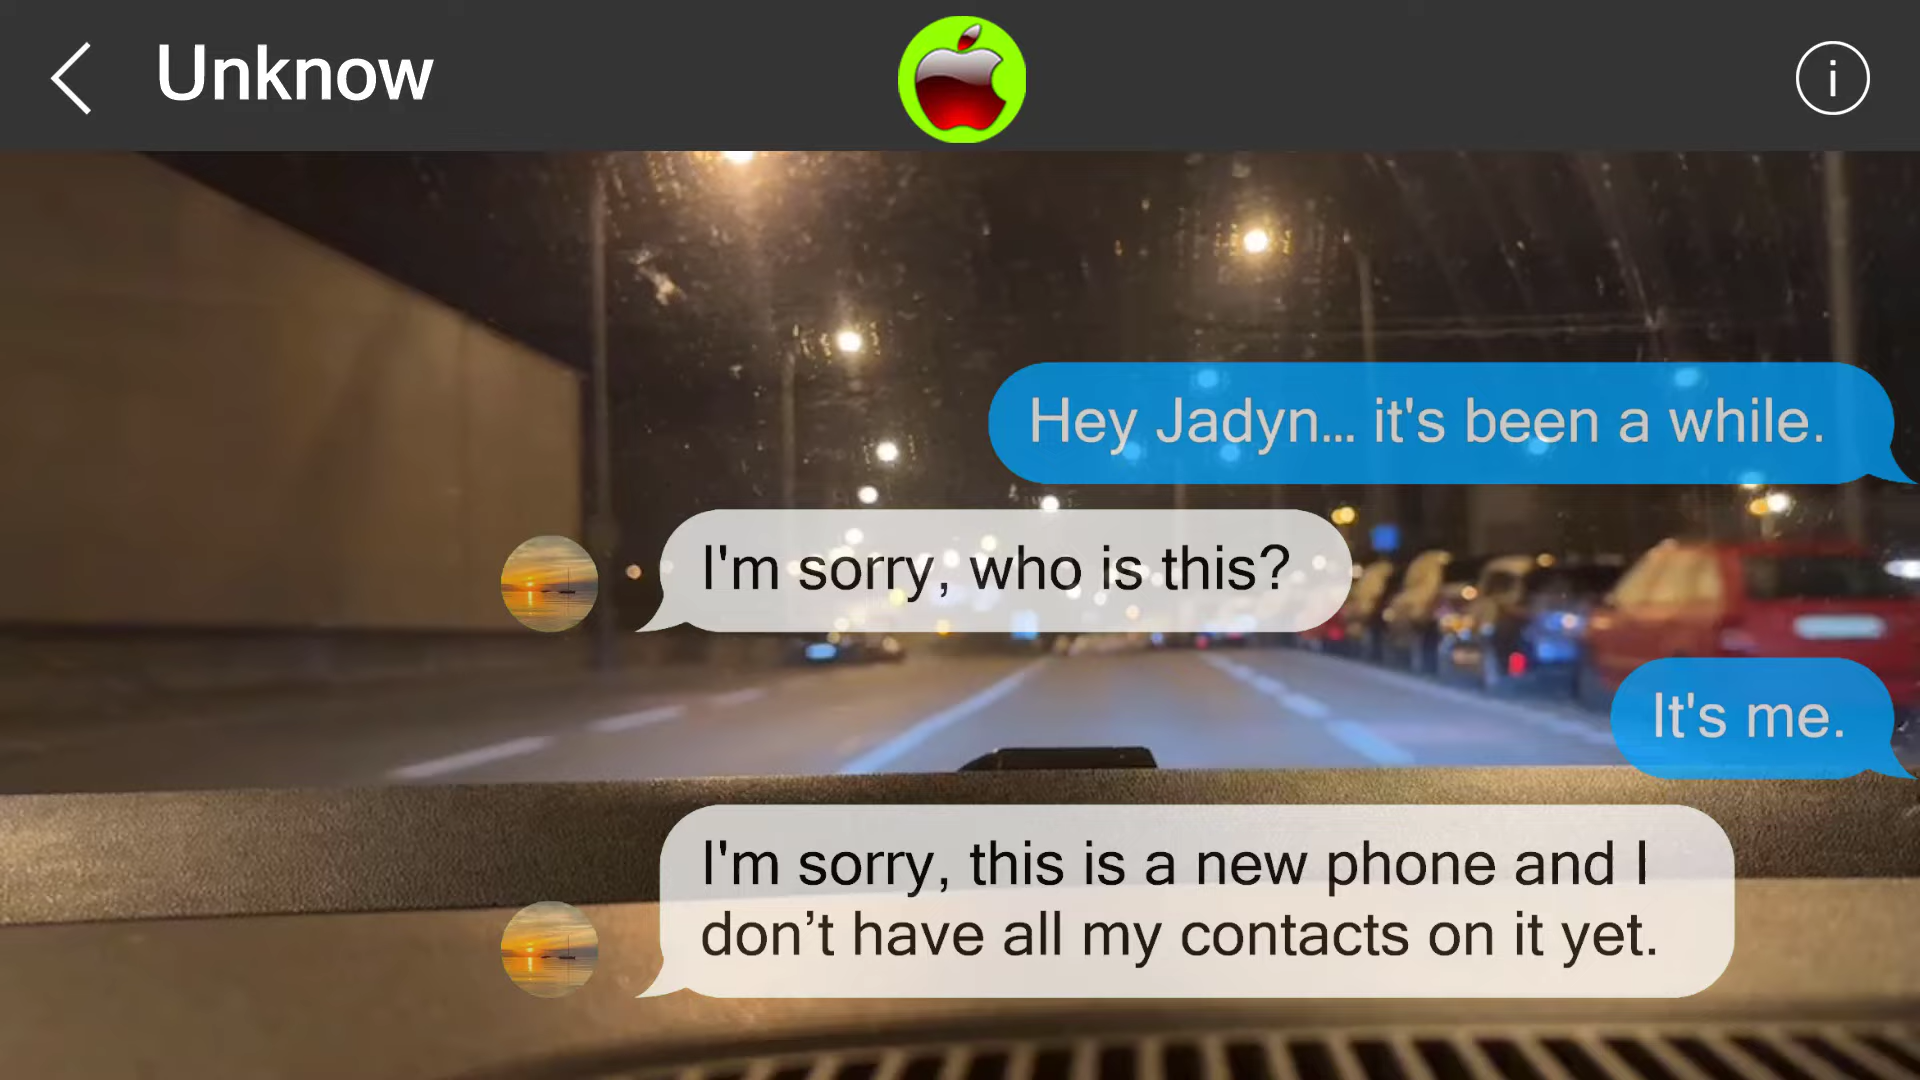 Unknow
i
Hey Jadyn... it's been a while.
I'm sorry, who is this?
It's me.
I'm sorry, this is a new phone and I
don’t have all my contacts on it yet.